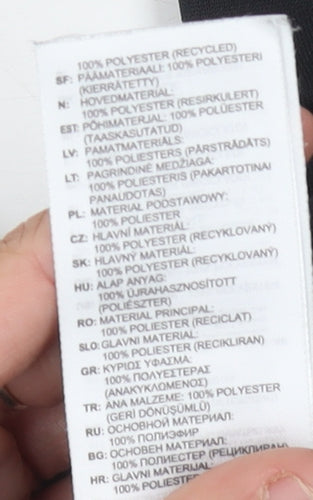 100% POLYESTER (RECYCLED)
SF: PÄÄMATERIAALI: 100% POLYESTERI
(KIERRÄTETTY)
N: HOVEDMATERIAL:
100% POLYESTER (RESIRKULERT)
EST: PÕHIMATERJAL: 100% POLÜESTER
(TAASKASUTATUD)
LV: PAMATMATERIĀLS:
100% POLIESTERS (PĀRSTRĀDĀTS)
LT: PAGRINDINĖ MEDŽIAGA:
100% POLIESTERIS (PAKARTOTINAI
PANAUDOTAS)
PL: MATERIAŁ PODSTAWOWY:
100% POLIESTER
CZ: HLAVNÍ MATERIÁL:
100% POLYESTER (RECYKLOVANÝ)
SK: HLAVNÝ MATERIÁL:
100% POLYESTER (RECYKLOVANÝ)
HU: ALAP ANYAG:
100% ÚJRAHASZNOSÍTOTT
(POLIÉSZTER)
RO: MATERIAL PRINCIPAL:
100% POLIESTER (RECICLAT)
SLO: GLAVNI MATERIAL:
100% POLIESTER (RECIKLIRAN)
GR: ΚΥΡΙΩΣ ΥΦΑΣΜΑ:
100% ΠΟΛΥΕΣΤΕΡΑΣ
(ΑΝΑΚΥΚΛΩΜΕΝΟΣ)
TR: ANA MALZEME: 100% POLYESTER
(GERİ DÖNÜŞÜMLÜ)
RU: ОСНОВНОЙ МАТЕРИАЛ:
100% ПОЛИЭФИР
BG: ОСНОВЕН МАТЕРИАЛ:
100% ПОЛИЕСТЕР (РЕЦИКЛИРАН)
HR: GLAVNI MATERIJAL:
100% POLIESTER